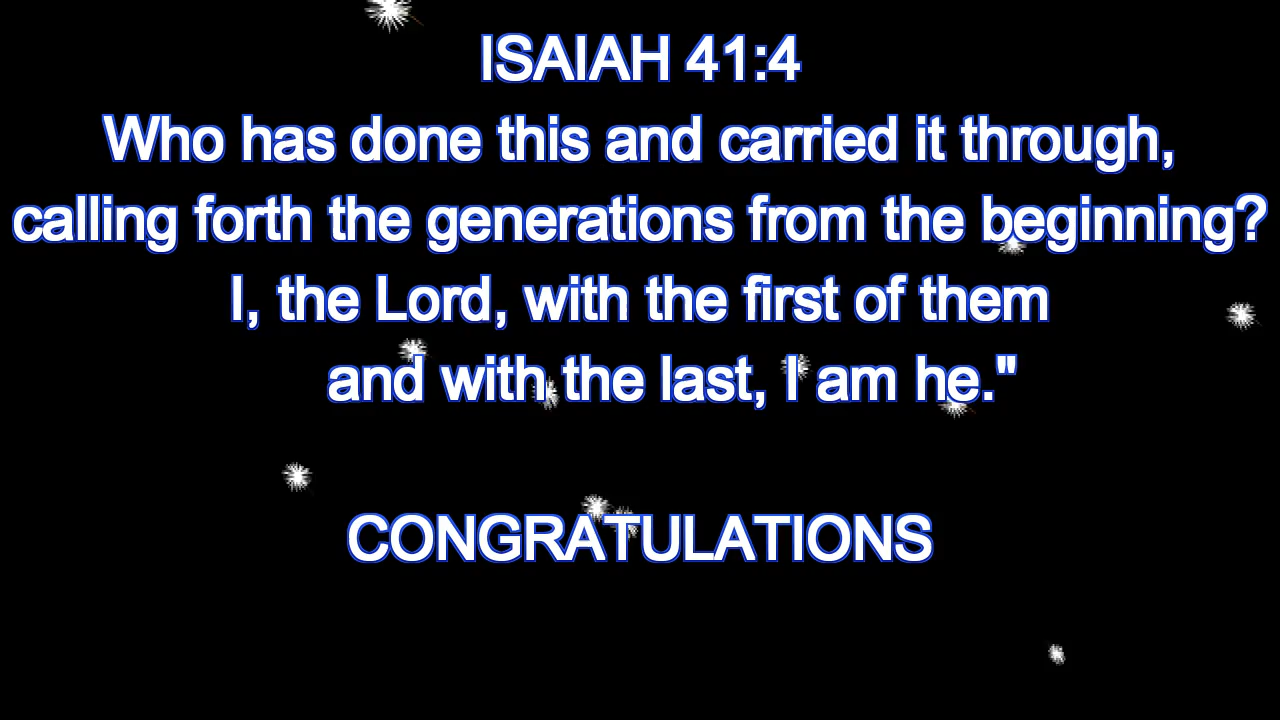 ISAIAH 41:4
Who has done this and carried it through,
calling forth the generations from the beginning?
I, the Lord, with the first of them
and with the last, I am he."
CONGRATULATIONS